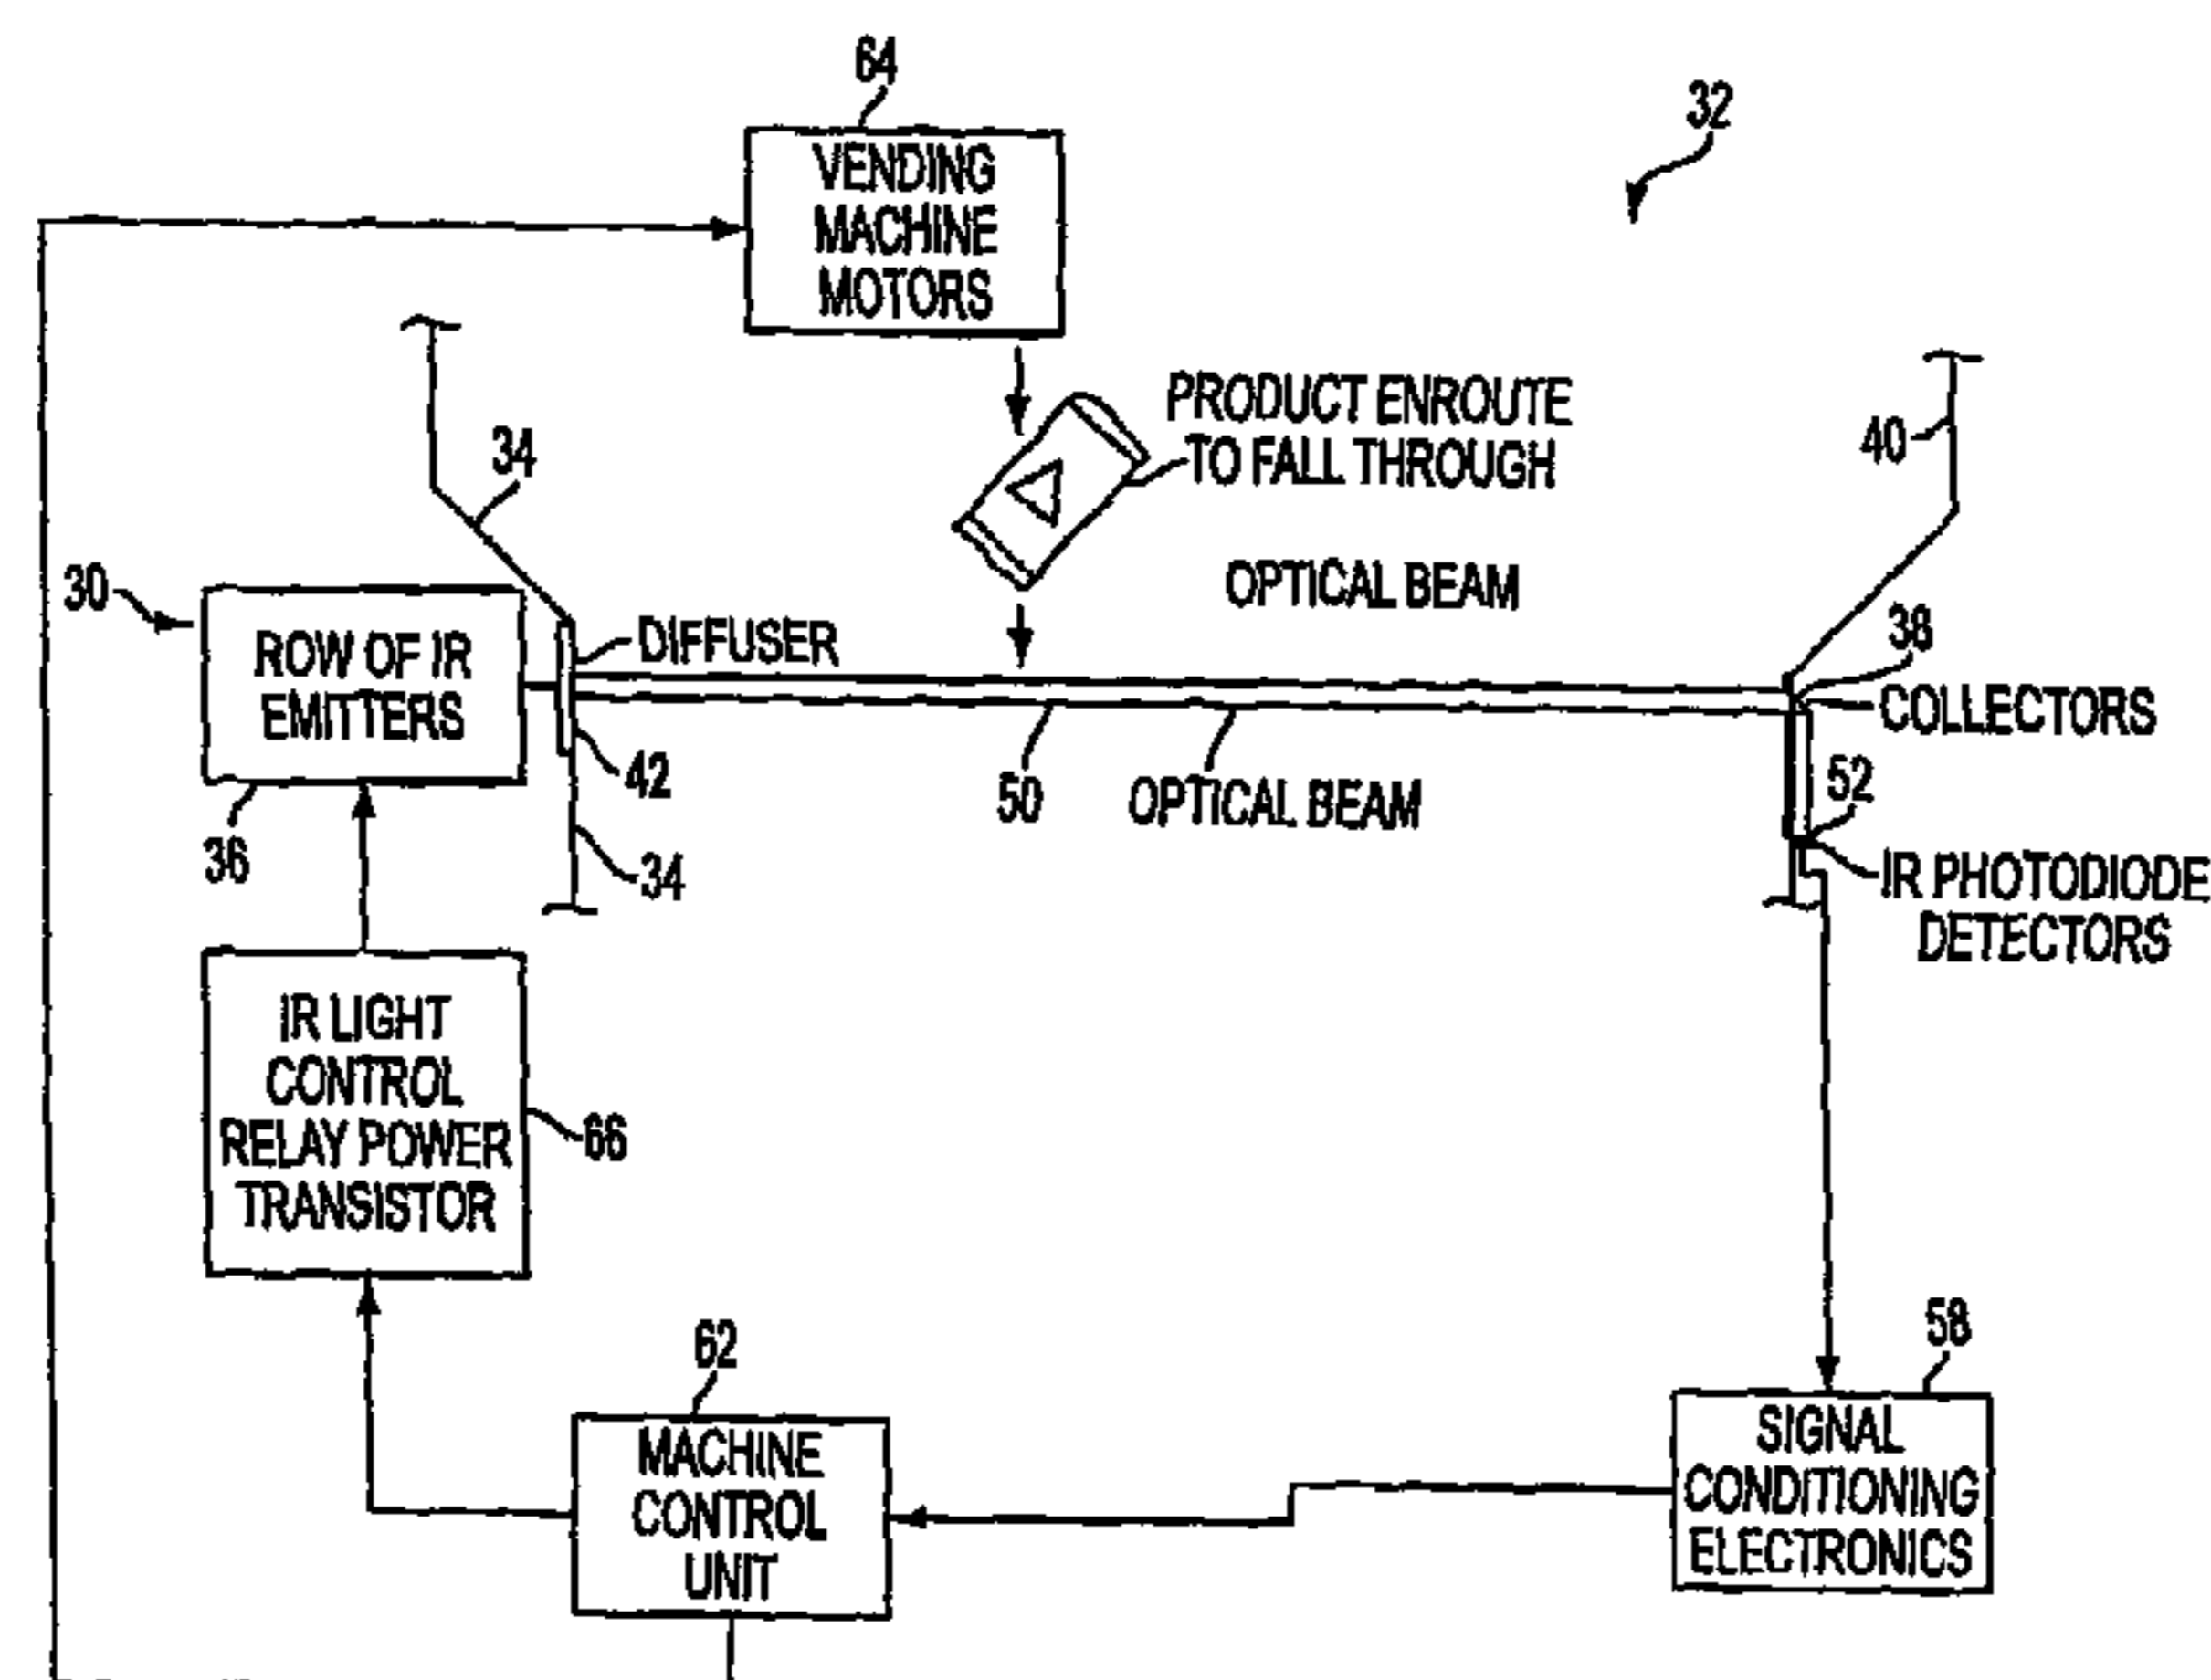 64
32
VENDING
MACHINE
MOTORS
34
PRODUCT ENROUTE
TO FALL THROUGH
40
30
ROW OF IR
EMITTERS
DIFFUSER
OPTICAL BEAM
38
COLLECTORS
42
50
OPTICAL BEAM
52
36
34
IR PHOTODIODE
DETECTORS
IR LIGHT
CONTROL
RELAY POWER
TRANSISTOR
66
62
58
MACHINE
CONTROL
UNIT
SIGNAL
CONDITIONING
ELECTRONICS